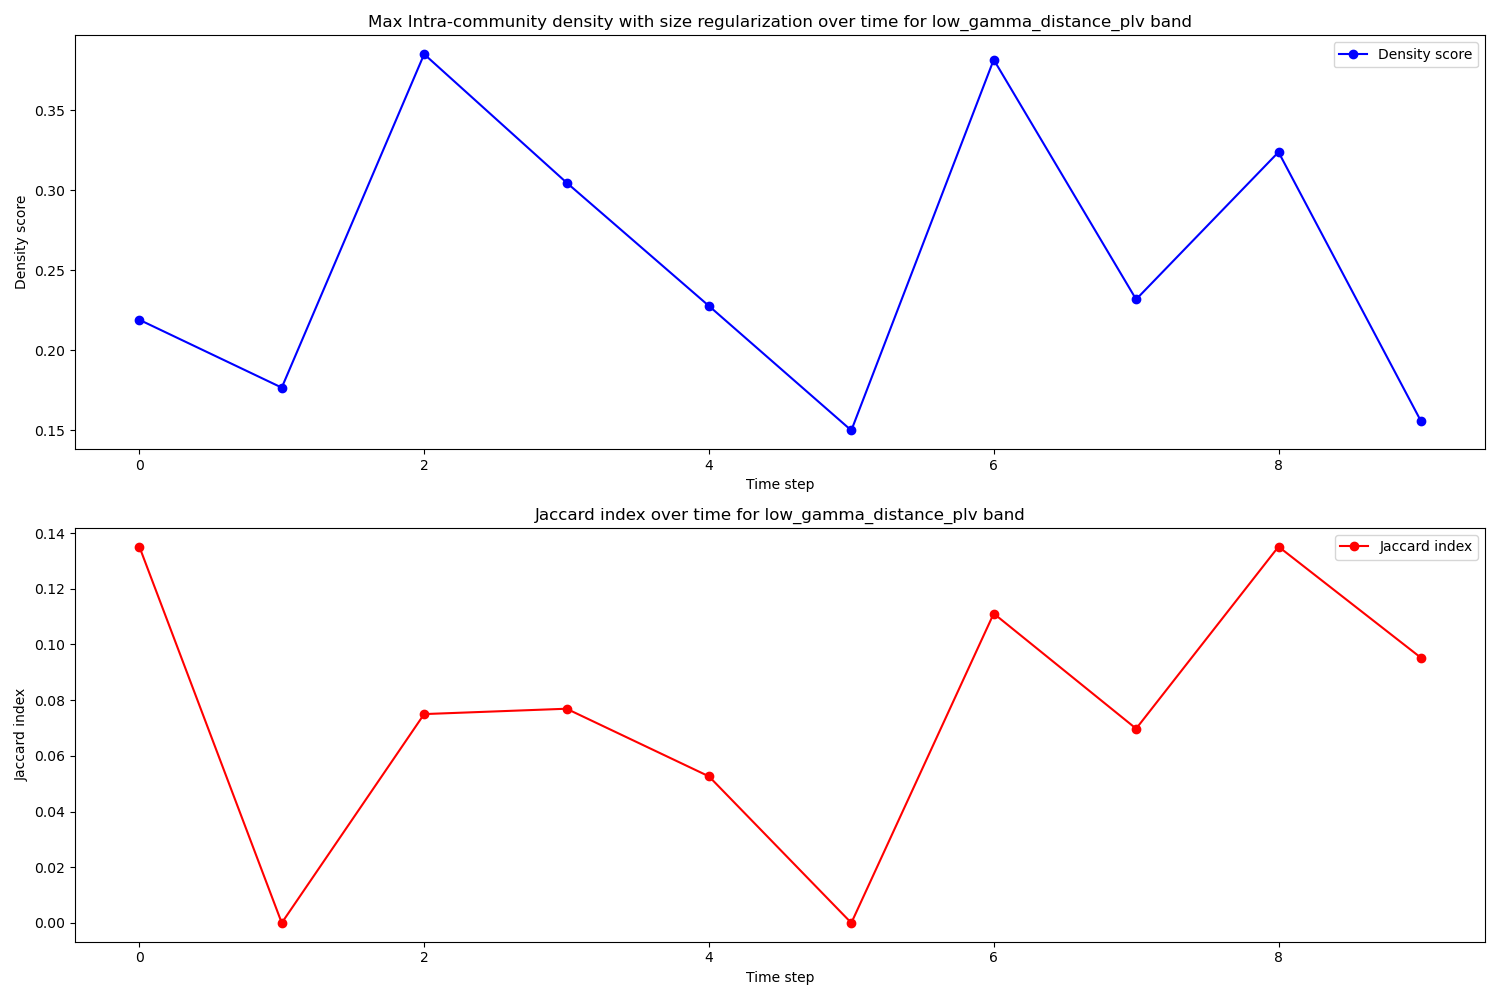 Max Intra-community density with size regularization over time for low_gamma_distance_plv band
Density score
0.35
0.30
0.25
0.20
0.15
Density score
0
2
4
6
8
Time step
Jaccard index over time for low_gamma_distance_plv band
Jaccard index
0.14
0.12
0.10
0.08
0.06
0.04
0.02
0.00
Jaccard index
0
2
4
6
8
Time step